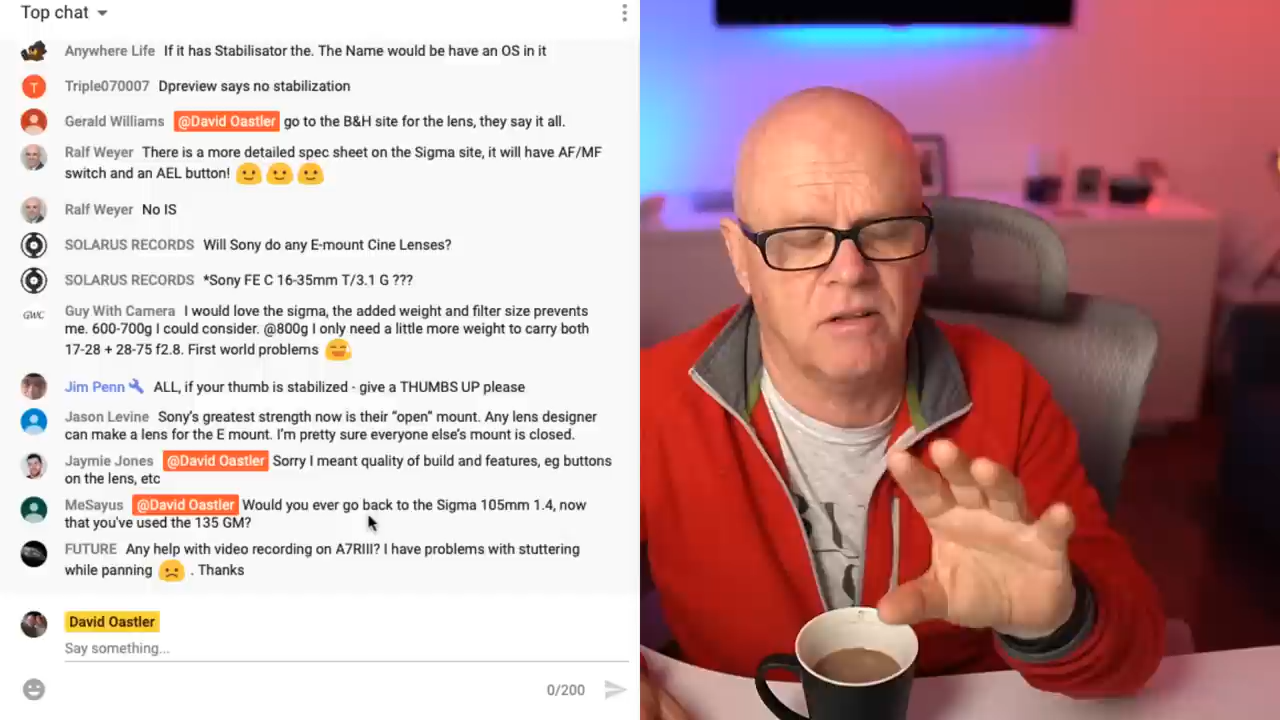 Top chat
Anywhere Life If it has Stabilisator the. The Name would be have an OS in it
T Triple070007 Dpreview says no stabilization
Gerald Williams @David Oastler go to the B&H site for the lens, they say it all.
Ralf Weyer There is a more detailed spec sheet on the Sigma site, it will have AF/MF
switch and an AEL button!
Ralf Weyer No IS
SOLARUS RECORDS Will Sony do any E-mount Cine Lenses?
SOLARUS RECORDS *Sony FE C 16-35mm T/3.1 G ???
GWC Guy With Camera I would love the sigma, the added weight and filter size prevents
me. 600-700g I could consider. @800g I only need a little more weight to carry both
17-28 + 28-75 f2.8. First world problems
Jim Penn ALL, if your thumb is stabilized - give a THUMBS UP please
Jason Levine Sony’s greatest strength now is their “open” mount. Any lens designer
can make a lens for the E mount. I’m pretty sure everyone else’s mount is closed.
Jaymie Jones @David Oastler Sorry I meant quality of build and features, eg buttons
on the lens, etc
MeSayus @David Oastler Would you ever go back to the Sigma 105mm 1.4, now
that you've used the 135 GM?
FUTURE Any help with video recording on A7RIII? I have problems with stuttering
while panning . Thanks
David Oastler
Say something...
0/200